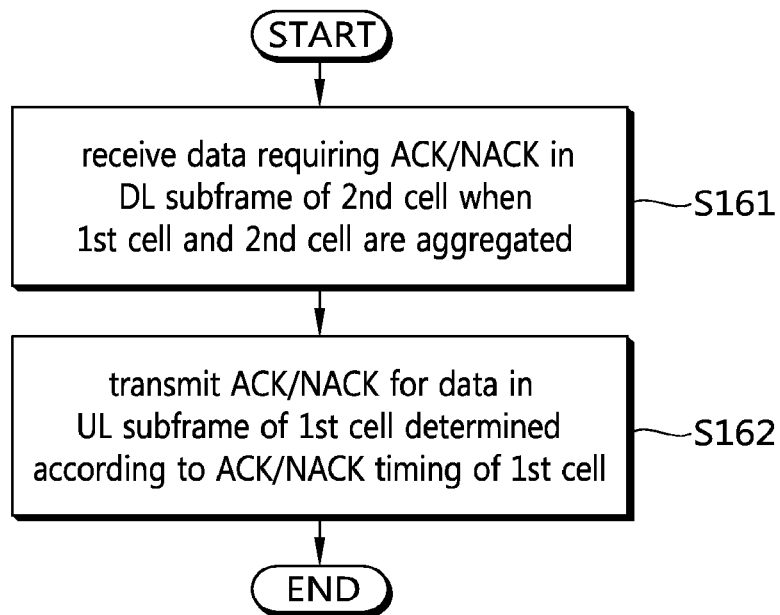 START
receive data requiring ACK/NACK in
DL subframe of 2nd cell when
1st cell and 2nd cell are aggregated
S161
transmit ACK/NACK for data in
UL subframe of 1st cell determined
according to ACK/NACK timing of 1st cell
S162
END